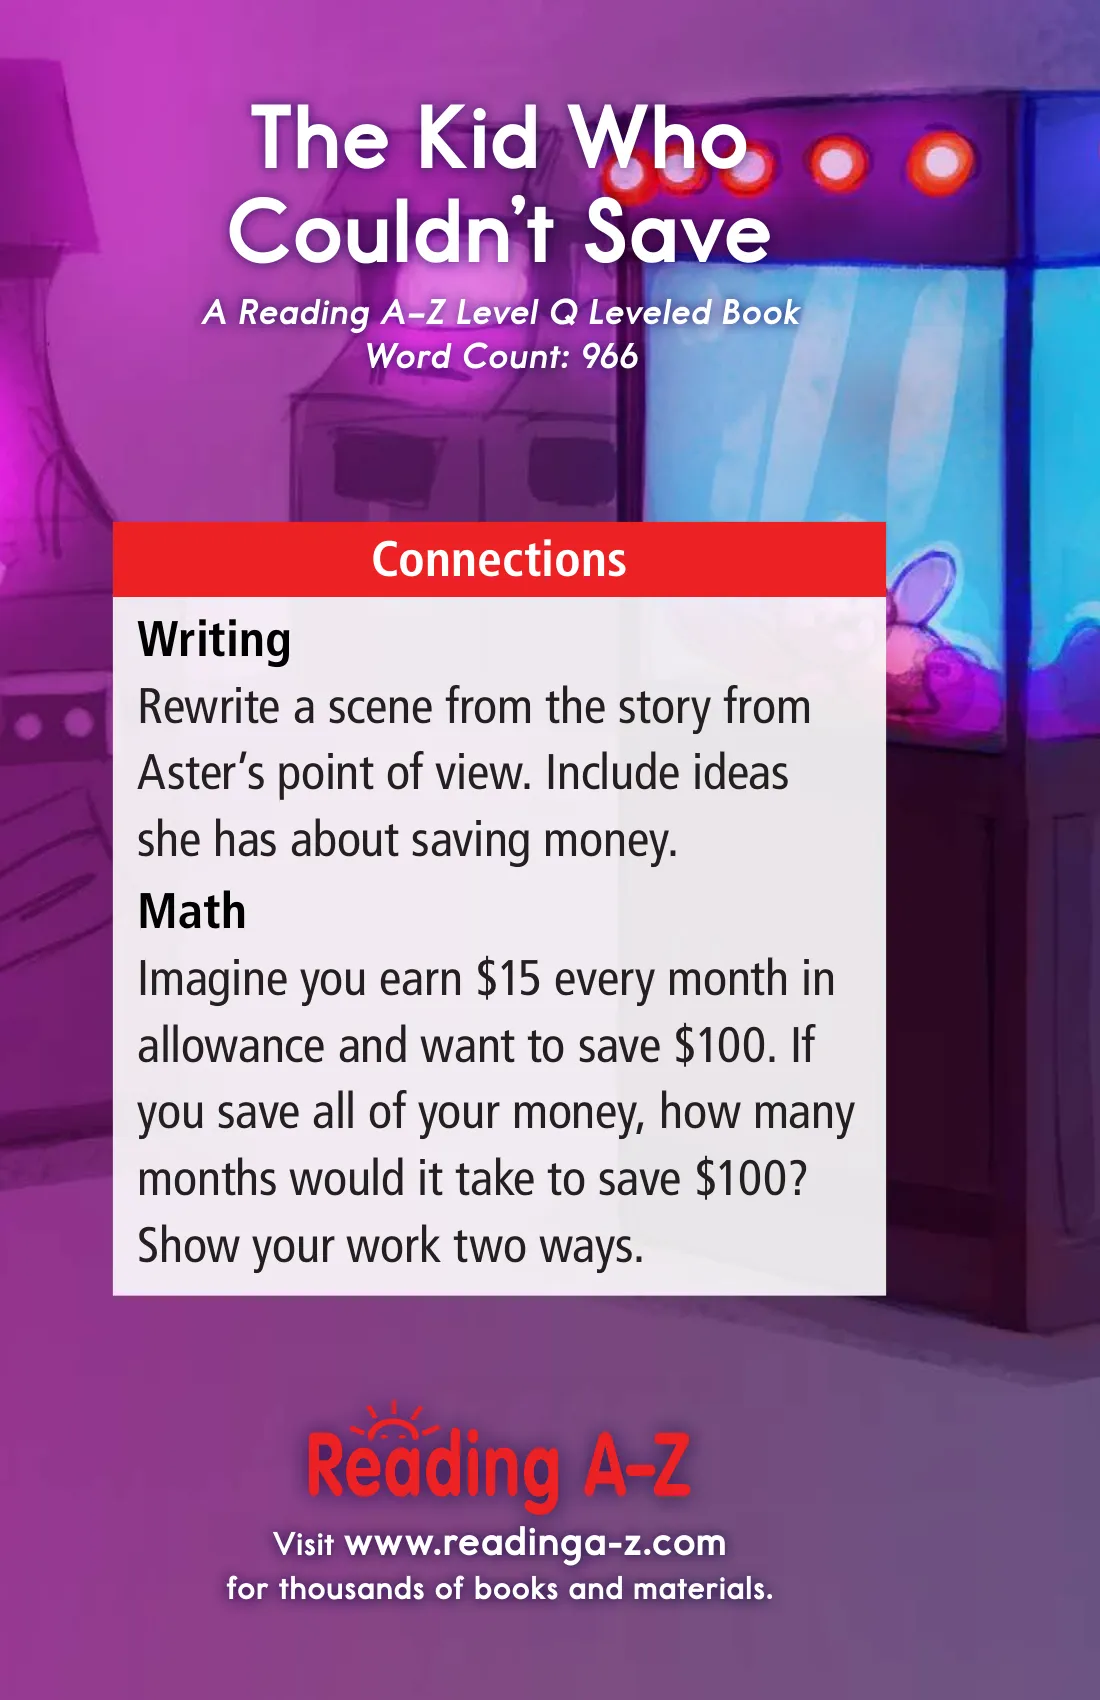 The Kid Who
Couldn't Save
A Reading A–Z Level Q Leveled Book
Word Count: 966
Connections
Writing
Rewrite a scene from the story from
Aster's point of view. Include ideas
she has about saving money.
Math
Imagine you earn $15 every month in
allowance and want to save $100. If
you save all of your money, how many
months would it take to save $100?
Show your work two ways.
Reading A-Z
Visit www.readinga-z.com
for thousands of books and materials.